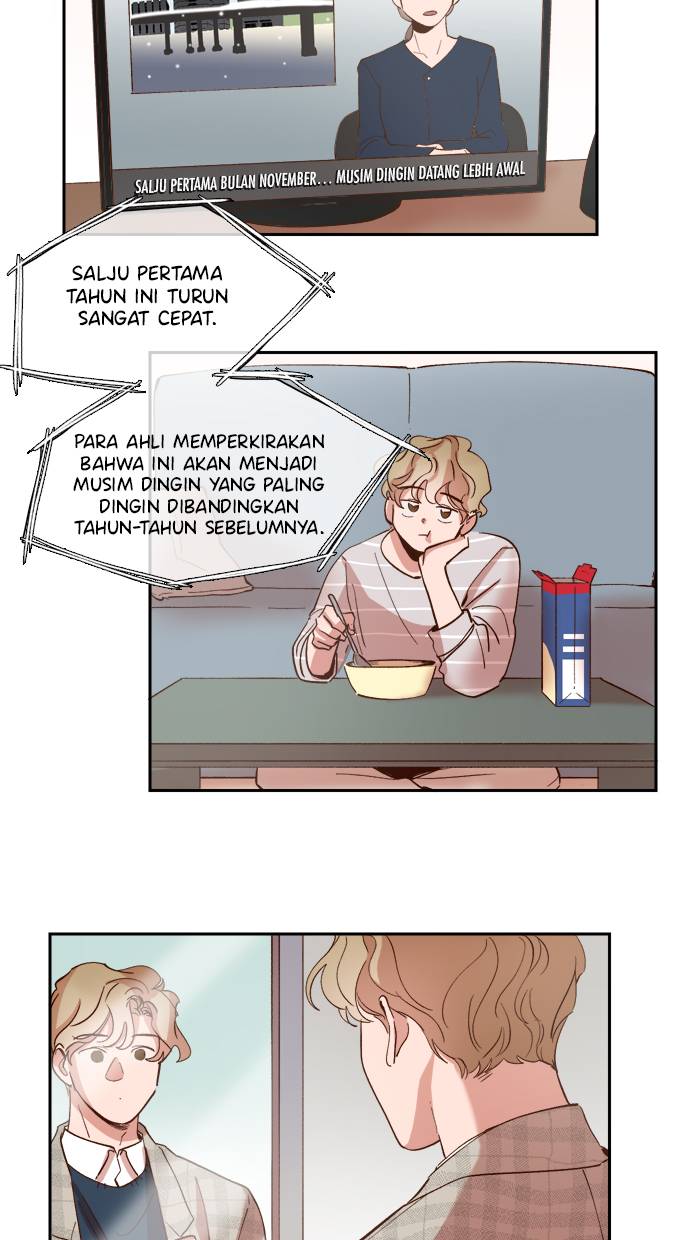 SALJU PERTAMA BULAN NOVEMBER... MUSIM DINGIN DATANG LEBIH AWAL
SALJU PERTAMA
TAHUN INI TURUN
SANGAT CEPAT.
PARA AHLI MEMPERKIRAKAN
BAHWA INI AKAN MENJADI
MUSIM DINGIN YANG PALING
DINGIN DIBANDINGKAN
TAHUN-TAHUN SEBELUMNYA.